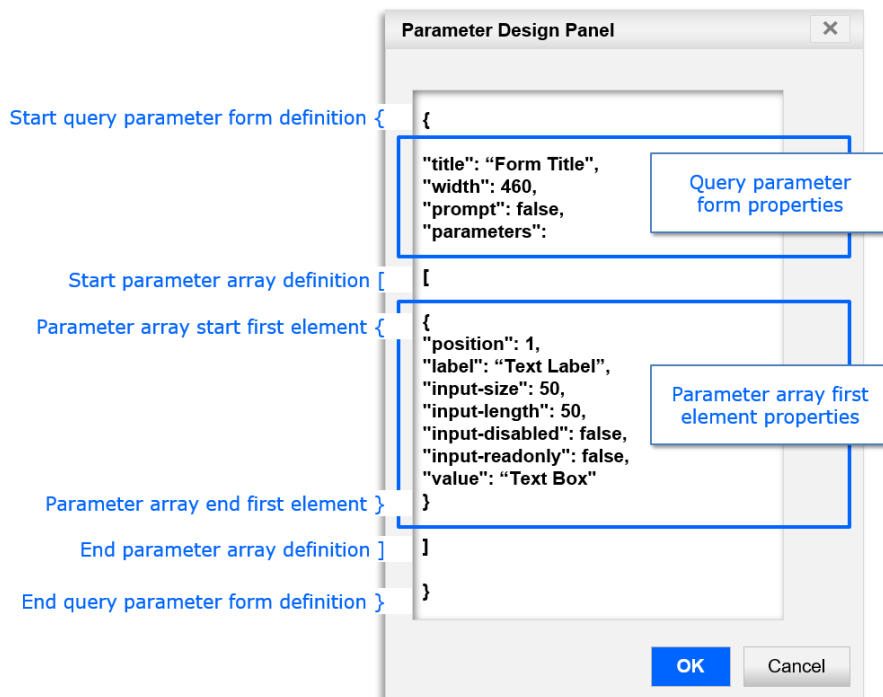 Parameter Design Panel ×
Start query parameter form definition {
{
"title": “Form Title",
"width": 460,
"prompt": false,
"parameters":
Query parameter
form properties
Start parameter array definition [
[
Parameter array start first element {
{
"position": 1,
"label": “Text Label”,
"input-size": 50,
"input-length": 50,
"input-disabled": false,
"input-readonly": false,
"value": “Text Box"
Parameter array first
element properties
Parameter array end first element }
}
End parameter array definition ]
]
End query parameter form definition }
}
OK Cancel